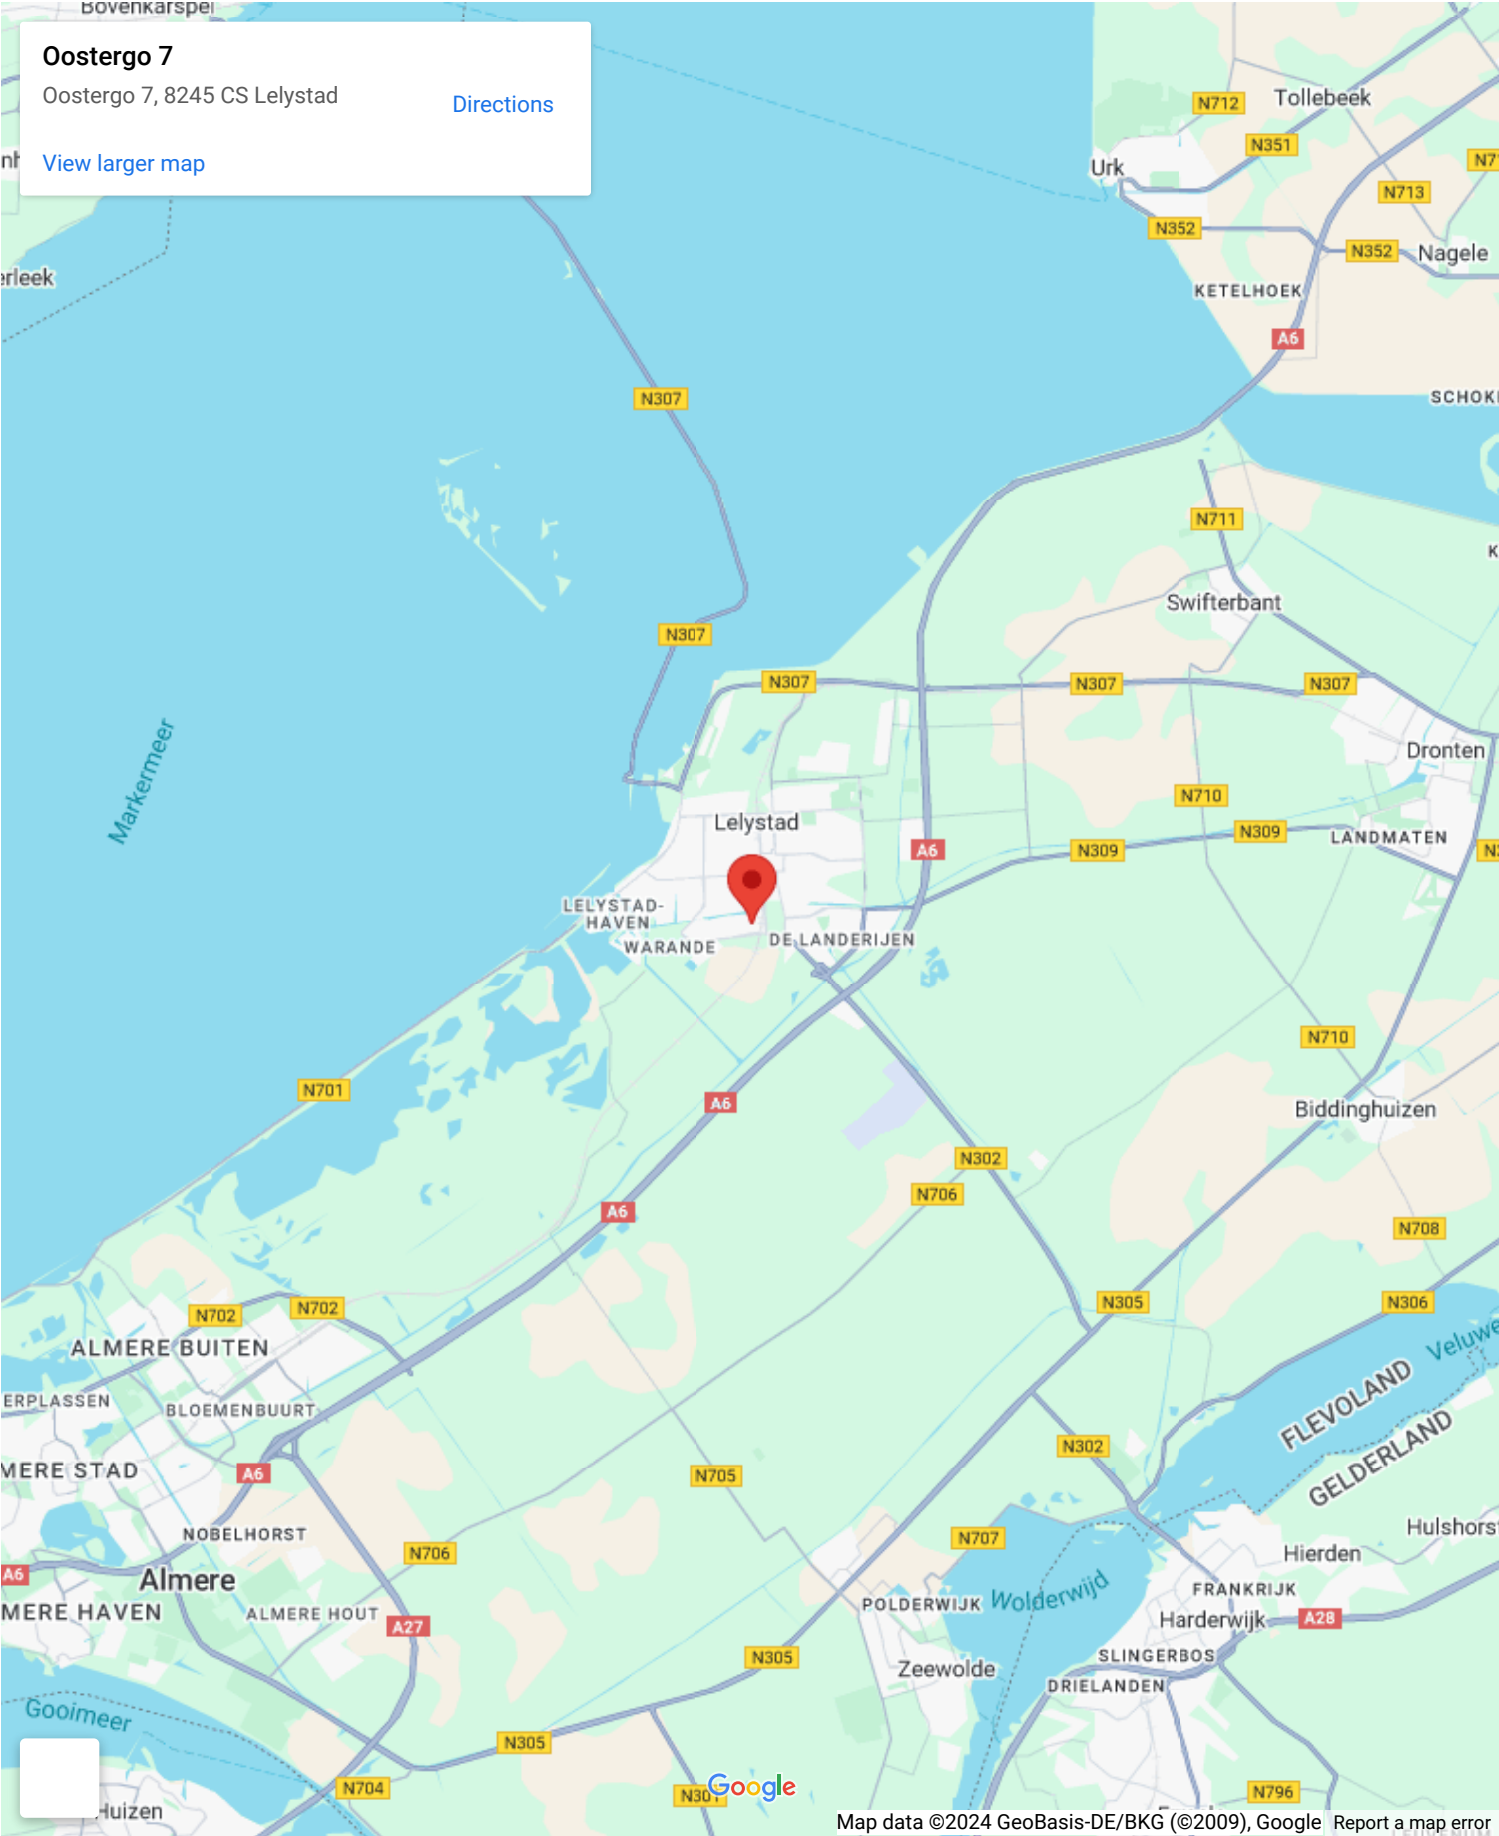 Bovenkarspel
Oostergo 7
Oostergo 7, 8245 CS Lelystad
Directions
View larger map
N712
Tollebeek
N351
Urk
N713
N352
N352
Nagele
erleek
KETELHOEK
A6
N307
N711
Swifterbant
N307
N307
N307
N307
Dronten
Markermeer
N710
Lelystad
N309
LANDMATEN
A6
N309
LELYSTAD-
HAVEN
WARANDE
DE LANDERIJEN
N710
N701
A6
Biddinghuizen
N302
N706
A6
N708
N702
N702
N305
N306
ALMERE BUITEN
FLEVOLAND
GELDERLAND
ERPLASSEN
BLOEMENBUURT
N302
MERE STAD
A6
N705
NOBELHORST
N707
Hulshorst
N706
Hierden
A6
Almere
Wolderwijd
FRANKRIJK
MERE HAVEN
ALMERE HOUT
A27
POLDERWIJK
Harderwijk
A28
N305
SLINGERBOS
Zeewolde
DRIELANDEN
Gooimeer
N305
N704
N301
Google
N796
Huizen
Map data ©2024 GeoBasis-DE/BKG (©2009), Google
Report a map error